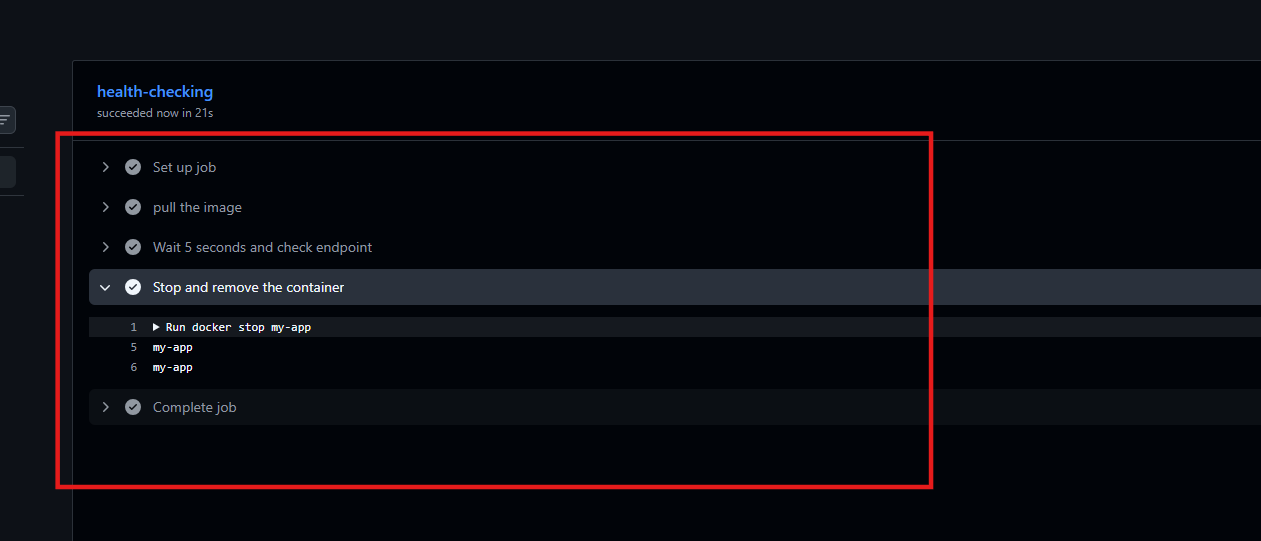 health-checking
succeeded now in 21s
Set up job
pull the image
Wait 5 seconds and check endpoint
Stop and remove the container
1 Run docker stop my-app
5 my-app
6 my-app
Complete job